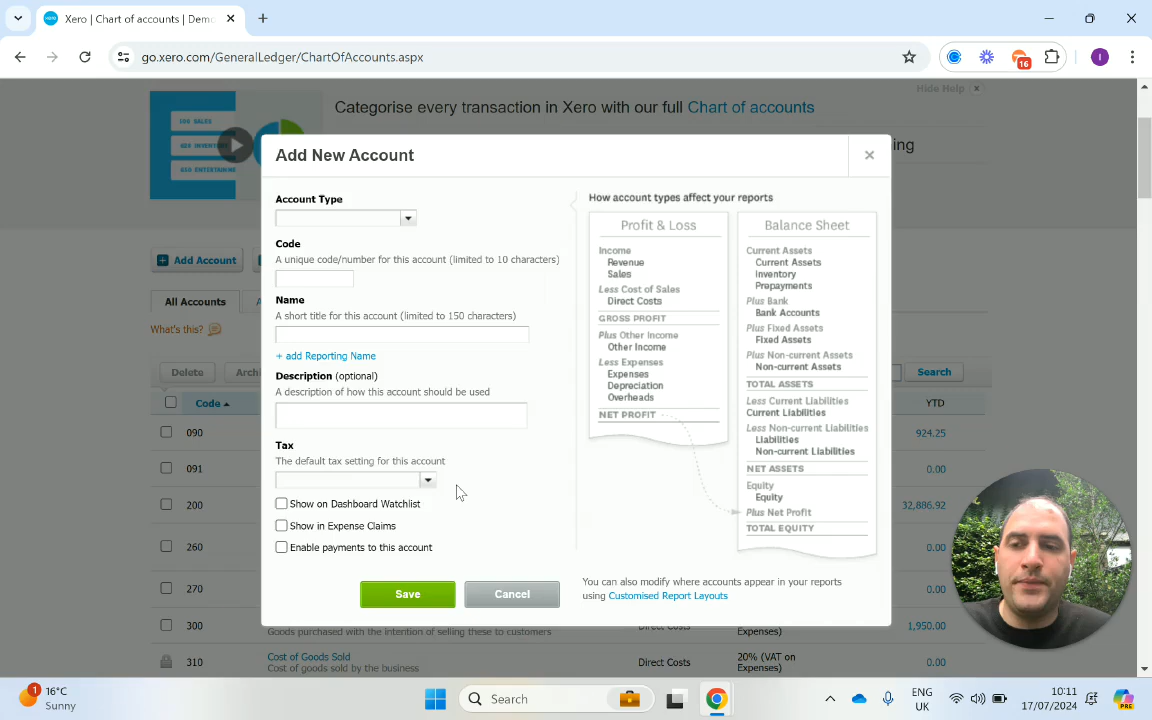 Xero | Chart of accounts | Demo
go.xero.com/GeneralLedger/ChartOfAccounts.aspx
16
Hide Help
Categorise every transaction in Xero with our full Chart of accounts
ing
Add New Account
Account Type
Code
A unique code/number for this account (limited to 10 characters)
Name
A short title for this account (limited to 150 characters)
+ add Reporting Name
Description (optional)
A description of how this account should be used
Tax
The default tax setting for this account
Show on Dashboard Watchlist
Show in Expense Claims
Enable payments to this account
Save
Cancel
How account types affect your reports
Profit & Loss
Income
Revenue
Sales
Less Cost of Sales
Direct Costs
GROSS PROFIT
Plus Other Income
Other Income
Less Expenses
Expenses
Depreciation
Overheads
NET PROFIT
Balance Sheet
Current Assets
Current Assets
Inventory
Prepayments
Plus Bank
Bank Accounts
Plus Fixed Assets
Fixed Assets
Plus Non-current Assets
Non-current Assets
TOTAL ASSETS
Less Current Liabilities
Current Liabilities
Less Non-current Liabilities
Liabilities
Non-current Liabilities
NET ASSETS
Equity
Equity
Plus Net Profit
TOTAL EQUITY
You can also modify where accounts appear in your reports
using Customised Report Layouts
Add Account
All Accounts
What's this?
Delete
Archi
Search
Code
YTD
090
924.25
091
0.00
200
32,886.92
260
0.00
270
0.00
300
Goods purchased with the intention of selling these to customers
Direct Costs
Expenses)
1,950.00
310
Cost of Goods Sold
Cost of goods sold by the business
Direct Costs
20% (VAT on
Expenses)
0.00
1
16°C
Sunny
Search
ENG
UK
10:11
17/07/2024
PRE